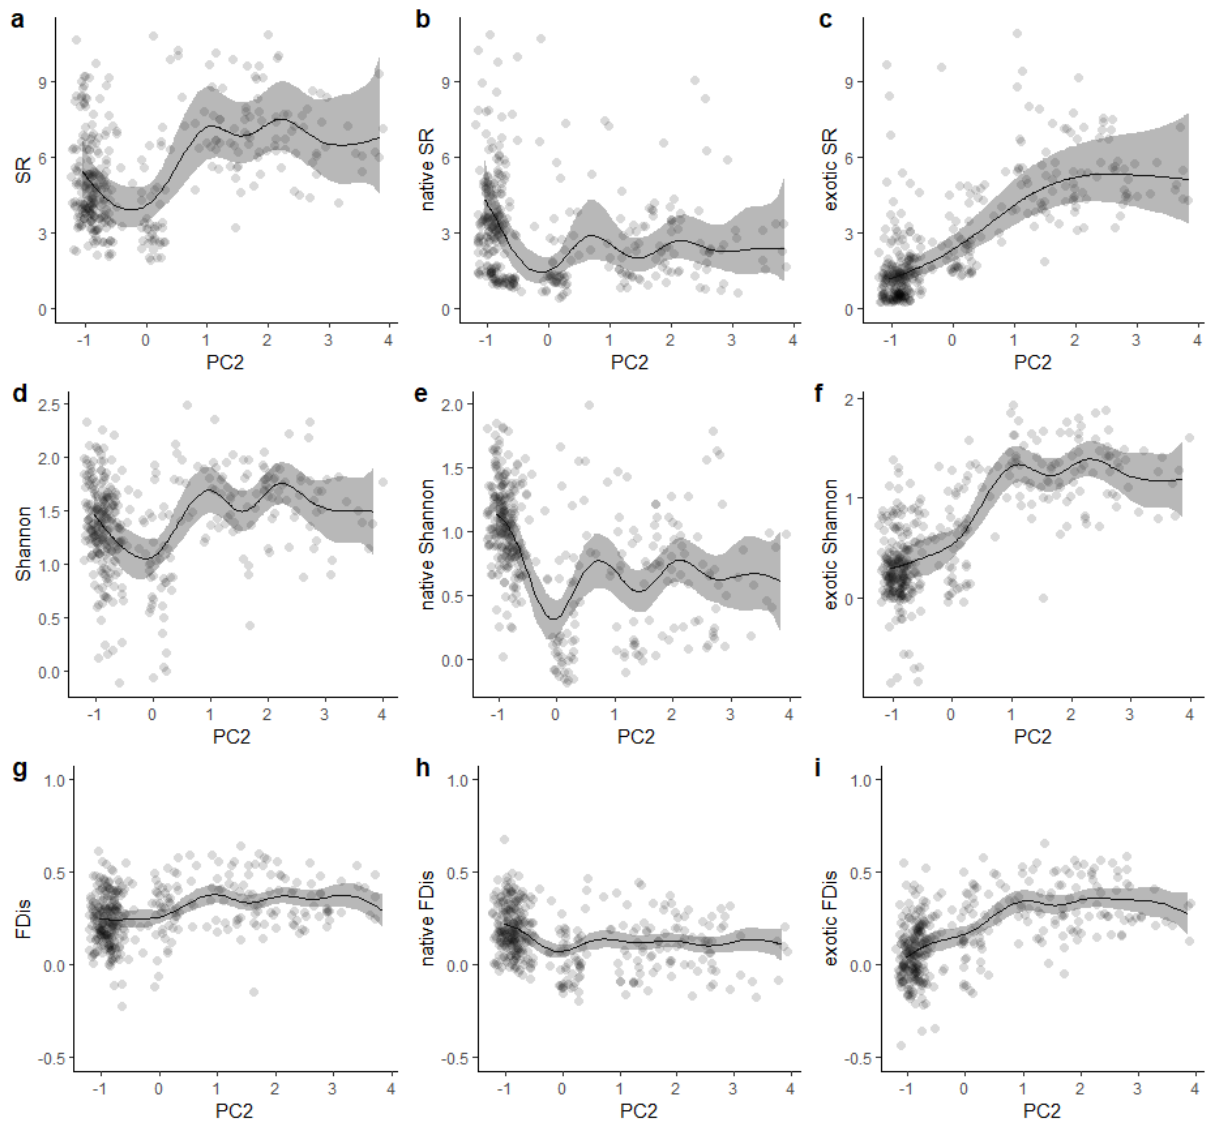 a
b
c
SR
9
6
3
0
-1 0 1 2 3 4
PC2
native SR
9
6
3
0
-1 0 1 2 3 4
PC2
exotic SR
9
6
3
0
-1 0 1 2 3 4
PC2
d
e
f
Shannon
2.5
2.0
1.5
1.0
0.5
0.0
-1 0 1 2 3 4
PC2
native Shannon
2.0
1.5
1.0
0.5
0.0
-1 0 1 2 3 4
PC2
exotic Shannon
2
1
0
-1 0 1 2 3 4
PC2
g
h
i
FDis
1.0
0.5
0.0
-0.5
-1 0 1 2 3 4
PC2
native FDis
1.0
0.5
0.0
-0.5
-1 0 1 2 3 4
PC2
exotic FDis
1.0
0.5
0.0
-0.5
-1 0 1 2 3 4
PC2